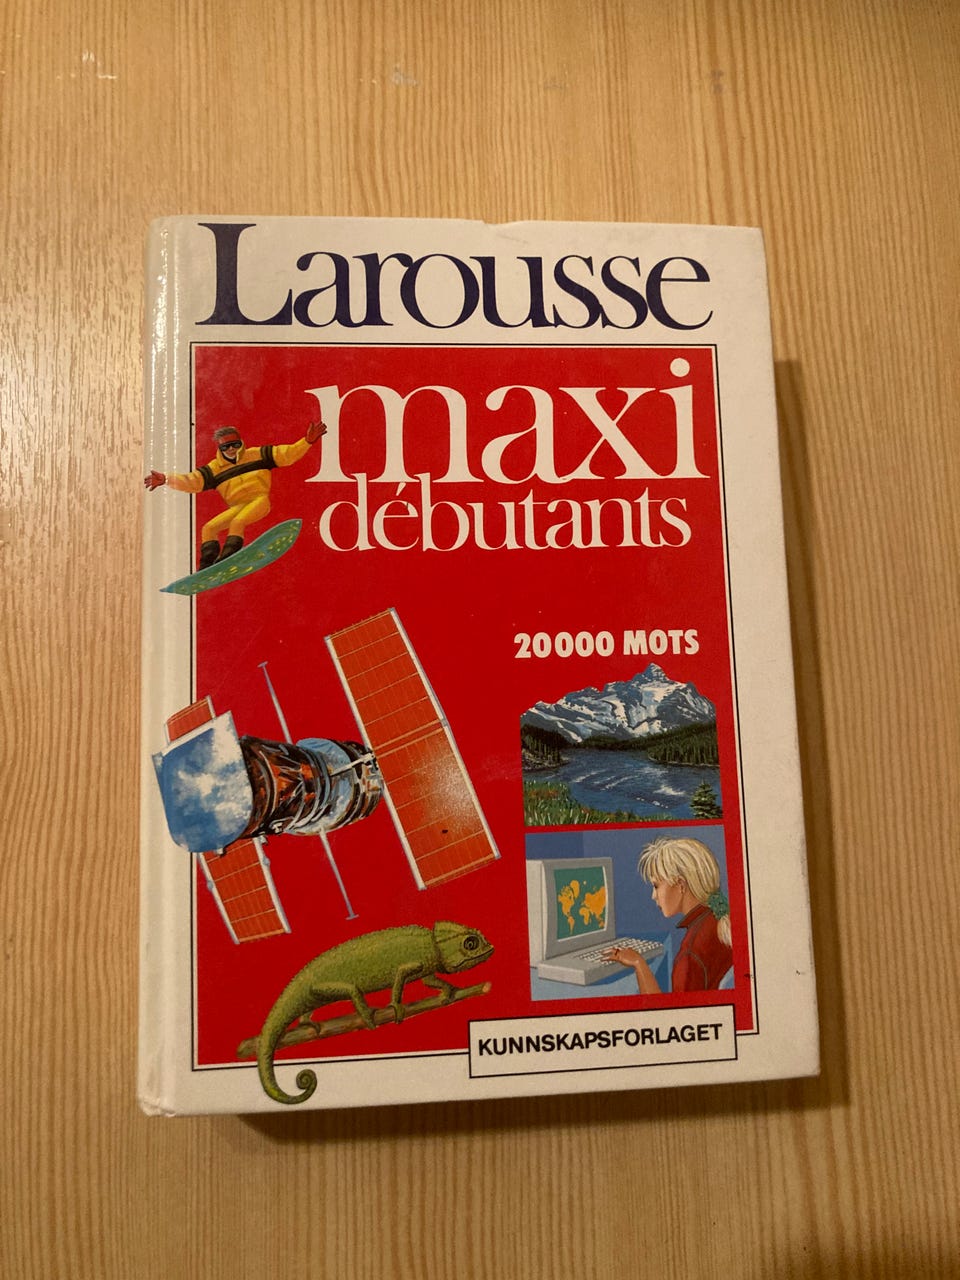 Larousse
maxi
débutants
20000 MOTS
KUNNSKAPSFORLAGET